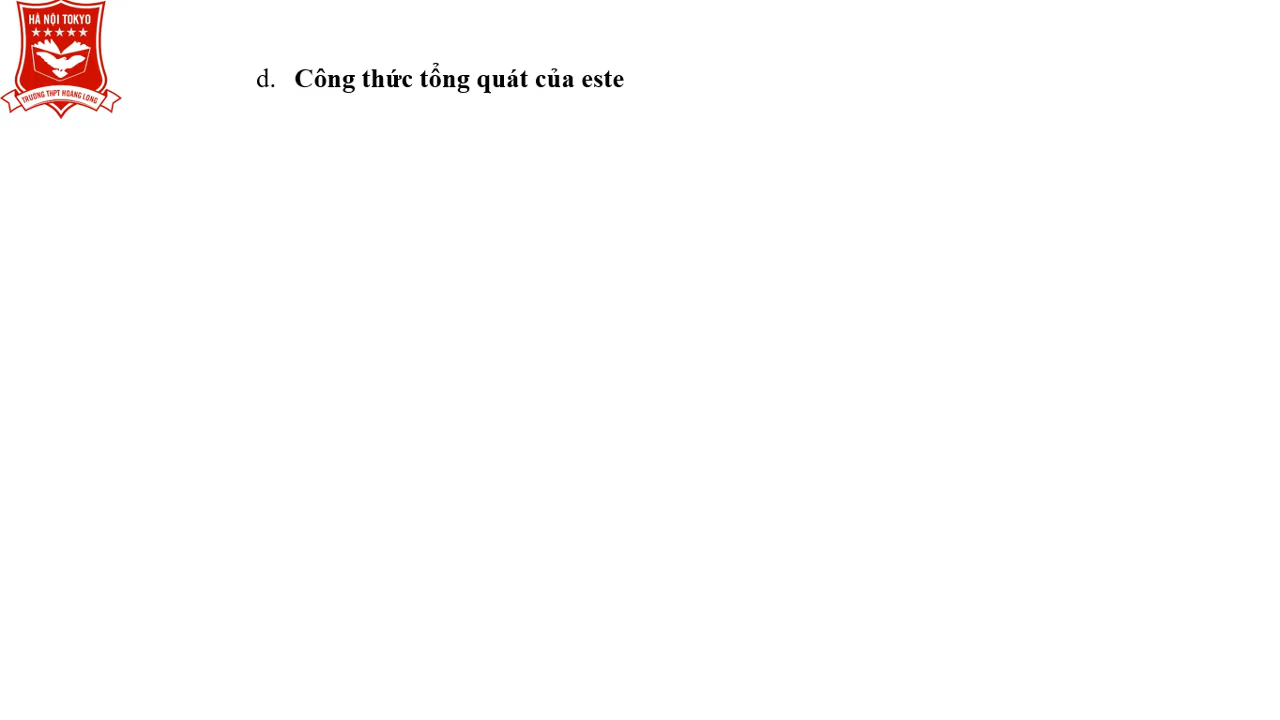 HÀ NỘI TOKYO
TRƯỜNG THPT HOÀNG LONG
d. Công thức tổng quát của este